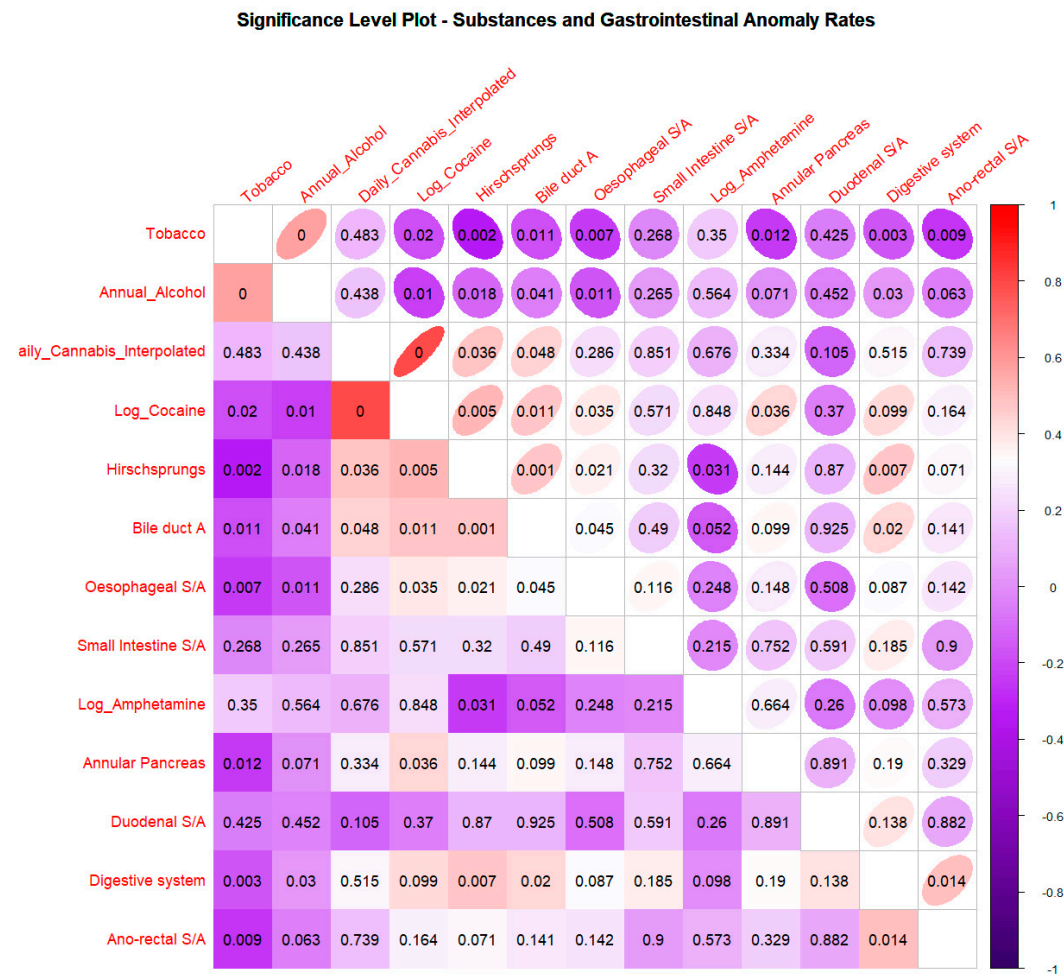 Significance Level Plot - Substances and Gastrointestinal Anomaly Rates
Tobacco
Annual_Alcohol
Daily_Cannabis_Interpolated
Log_Cocaine
Hirschsprungs
Bile duct A
Oesophageal S/A
Small Intestine S/A
Log_Amphetamine
Annular Pancreas
Duodenal S/A
Digestive system
Ano-rectal S/A
Tobacco 0 0.483 0.02 0.002 0.011 0.007 0.268 0.35 0.012 0.425 0.003 0.009
Annual_Alcohol 0 0.438 0.01 0.018 0.041 0.011 0.265 0.564 0.071 0.452 0.03 0.063
aily_Cannabis_Interpolated 0.483 0.438 0 0.036 0.048 0.286 0.851 0.676 0.334 0.105 0.515 0.739
Log_Cocaine 0.02 0.01 0 0.005 0.011 0.035 0.571 0.848 0.036 0.37 0.099 0.164
Hirschsprungs 0.002 0.018 0.036 0.005 0.001 0.021 0.32 0.031 0.144 0.87 0.007 0.071
Bile duct A 0.011 0.041 0.048 0.011 0.001 0.045 0.49 0.052 0.099 0.925 0.02 0.141
Oesophageal S/A 0.007 0.011 0.286 0.035 0.021 0.045 0.116 0.248 0.148 0.508 0.087 0.142
Small Intestine S/A 0.268 0.265 0.851 0.571 0.32 0.49 0.116 0.215 0.752 0.591 0.185 0.9
Log_Amphetamine 0.35 0.564 0.676 0.848 0.031 0.052 0.248 0.215 0.664 0.26 0.098 0.573
Annular Pancreas 0.012 0.071 0.334 0.036 0.144 0.099 0.148 0.752 0.664 0.891 0.19 0.329
Duodenal S/A 0.425 0.452 0.105 0.37 0.87 0.925 0.508 0.591 0.26 0.891 0.138 0.882
Digestive system 0.003 0.03 0.515 0.099 0.007 0.02 0.087 0.185 0.098 0.19 0.138 0.014
Ano-rectal S/A 0.009 0.063 0.739 0.164 0.071 0.141 0.142 0.9 0.573 0.329 0.882 0.014
1
0.8
0.6
0.4
0.2
0
-0.2
-0.4
-0.6
-0.8
-1